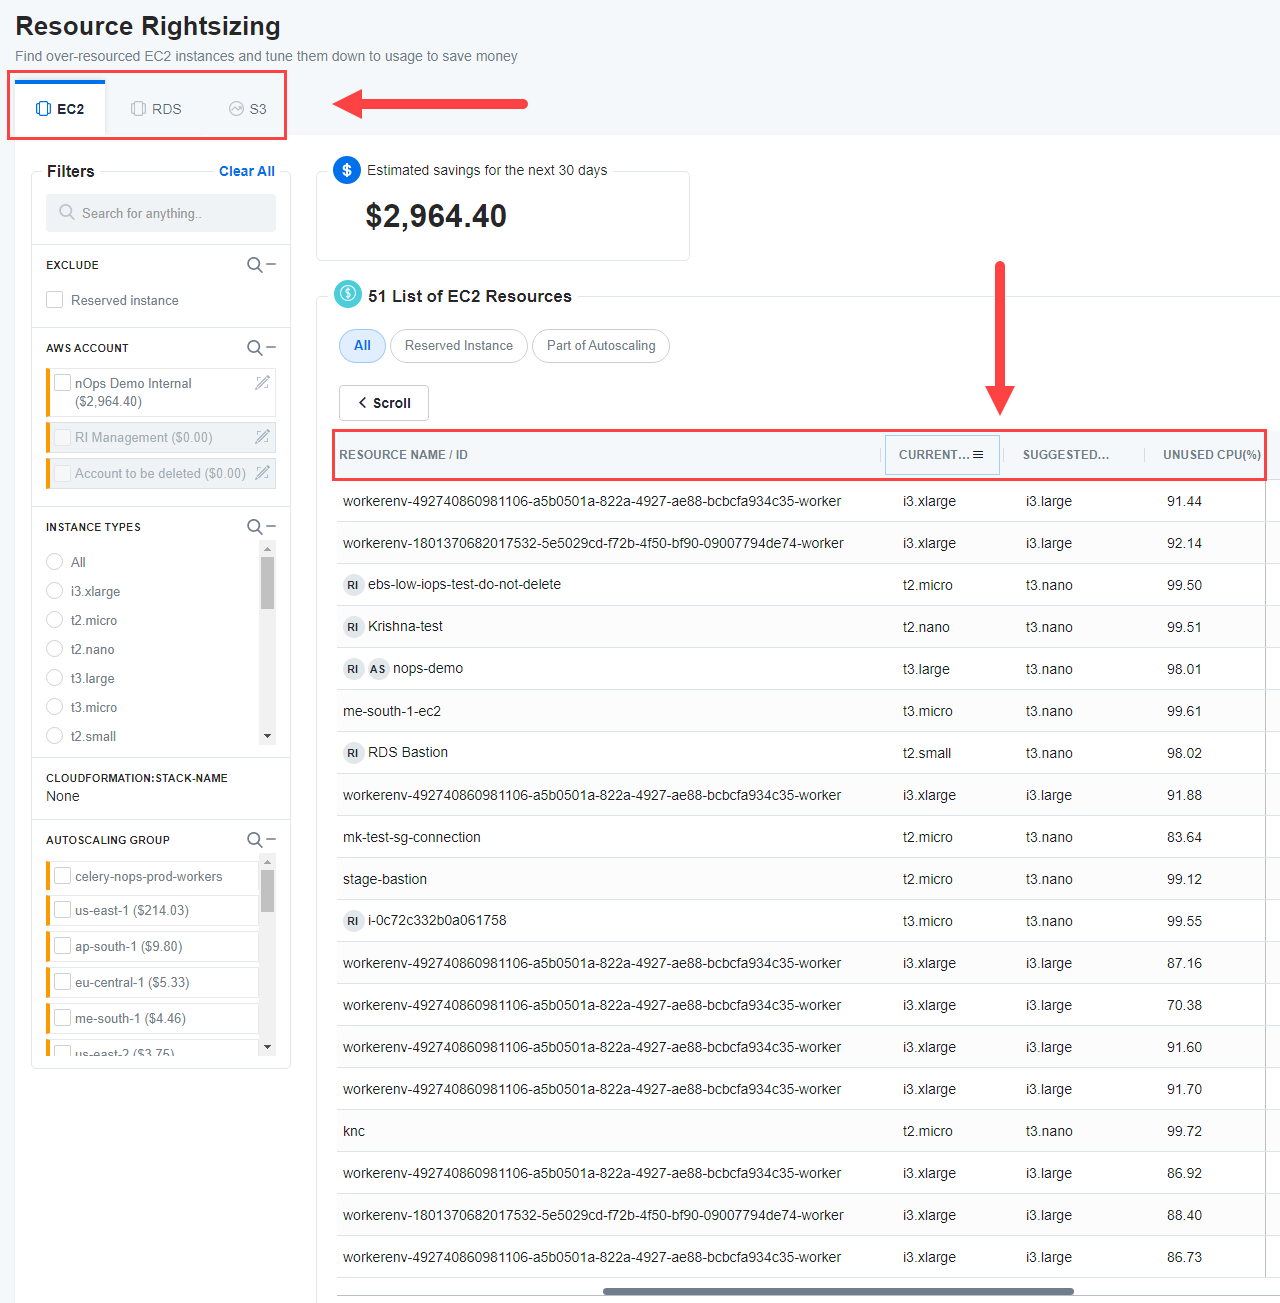 Resource Rightsizing
Find over-resourced EC2 instances and tune them down to usage to save money
EC2 RDS S3
Filters Clear All
Search for anything..
EXCLUDE
Reserved instance
AWS ACCOUNT
nOps Demo Internal
($2,964.40)
RI Management ($0.00)
Account to be deleted ($0.00)
INSTANCE TYPES
All
i3.xlarge
t2.micro
t2.nano
t3.large
t3.micro
t2.small
CLOUDFORMATION:STACK-NAME
None
AUTOSCALING GROUP
celery-nops-prod-workers
us-east-1 ($214.03)
ap-south-1 ($9.80)
eu-central-1 ($5.33)
me-south-1 ($4.46)
us-east-2 ($3.75)
$ Estimated savings for the next 30 days
$2,964.40
$ 51 List of EC2 Resources
All Reserved Instance Part of Autoscaling
Scroll
RESOURCE NAME / ID CURRENT... SUGGESTED... UNUSED CPU(%)
workerenv-492740860981106-a5b0501a-822a-4927-ae88-bcbcfa934c35-worker i3.xlarge i3.large 91.44
workerenv-1801370682017532-5e5029cd-f72b-4f50-bf90-09007794de74-worker i3.xlarge i3.large 92.14
RI ebs-low-iops-test-do-not-delete t2.micro t3.nano 99.50
RI Krishna-test t2.nano t3.nano 99.51
RI AS nops-demo t3.large t3.nano 98.01
me-south-1-ec2 t3.micro t3.nano 99.61
RI RDS Bastion t2.small t3.nano 98.02
workerenv-492740860981106-a5b0501a-822a-4927-ae88-bcbcfa934c35-worker i3.xlarge i3.large 91.88
mk-test-sg-connection t2.micro t3.nano 83.64
stage-bastion t2.micro t3.nano 99.12
RI i-0c72c332b0a061758 t3.micro t3.nano 99.55
workerenv-492740860981106-a5b0501a-822a-4927-ae88-bcbcfa934c35-worker i3.xlarge i3.large 87.16
workerenv-492740860981106-a5b0501a-822a-4927-ae88-bcbcfa934c35-worker i3.xlarge i3.large 70.38
workerenv-492740860981106-a5b0501a-822a-4927-ae88-bcbcfa934c35-worker i3.xlarge i3.large 91.60
workerenv-492740860981106-a5b0501a-822a-4927-ae88-bcbcfa934c35-worker i3.xlarge i3.large 91.70
knc t2.micro t3.nano 99.72
workerenv-492740860981106-a5b0501a-822a-4927-ae88-bcbcfa934c35-worker i3.xlarge i3.large 86.92
workerenv-1801370682017532-5e5029cd-f72b-4f50-bf90-09007794de74-worker i3.xlarge i3.large 88.40
workerenv-492740860981106-a5b0501a-822a-4927-ae88-bcbcfa934c35-worker i3.xlarge i3.large 86.73